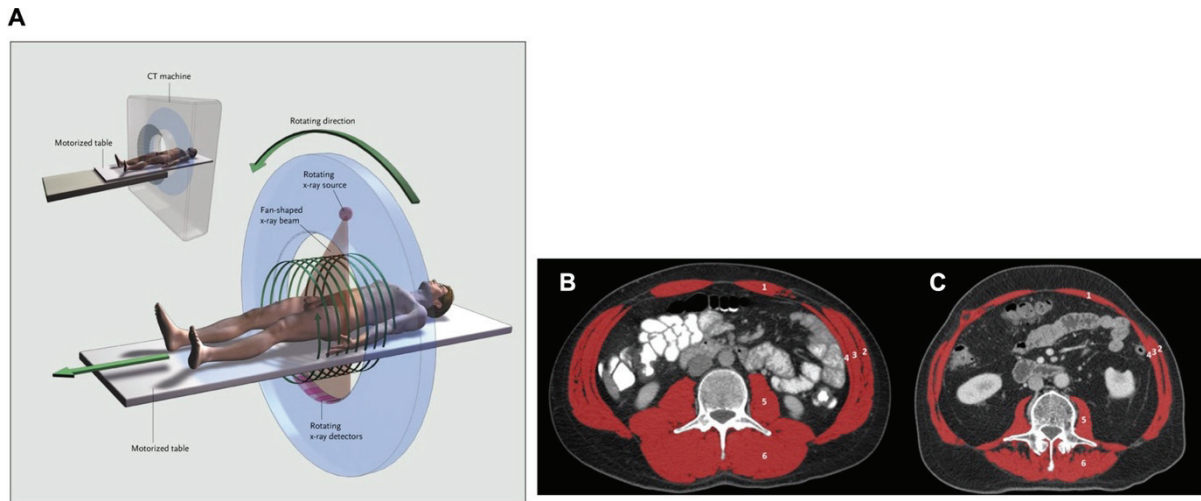 A
CT machine
Motorized table
Rotating direction
Rotating
x-ray source
Fan-shaped
x-ray beam
Rotating
x-ray detectors
Motorized table
B
1
4 3 2
5
6
C
1
4 3 2
5
6